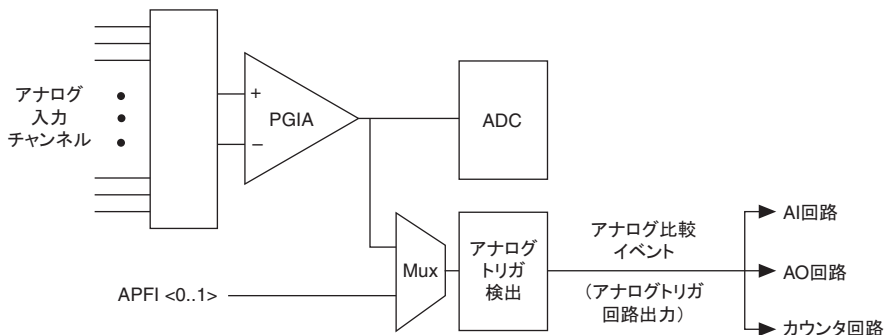 アナログ
入力
チャンネル
+
−
PGIA
ADC
APFI <0..1>
Mux
アナログ
トリガ
検出
アナログ比較
イベント
（アナログトリガ
回路出力）
AI回路
AO回路
カウンタ回路